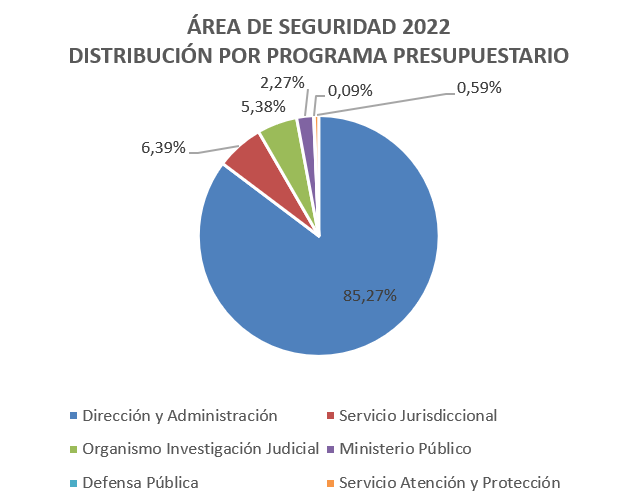 ÁREA DE SEGURIDAD 2022
DISTRIBUCIÓN POR PROGRAMA PRESUPUESTARIO
2,27%
0,09%
0,59%
5,38%
6,39%
85,27%
Dirección y Administración
Servicio Jurisdiccional
Organismo Investigación Judicial
Ministerio Público
Defensa Pública
Servicio Atención y Protección